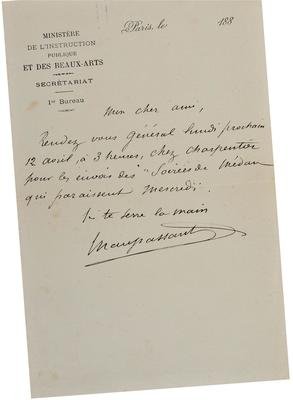 MINISTÈRE
DE L'INSTRUCTION
PUBLIQUE
ET DES BEAUX-ARTS
SECRÉTARIAT
1er Bureau
Paris, le 188
Mon cher ami,
Rendez vous général lundi prochain
12 avril, à 3 heures, chez Charpentier
pour les envois des "Soirées de Médan
qui paraissent mercredi.
Je te serre la main
Maupassant